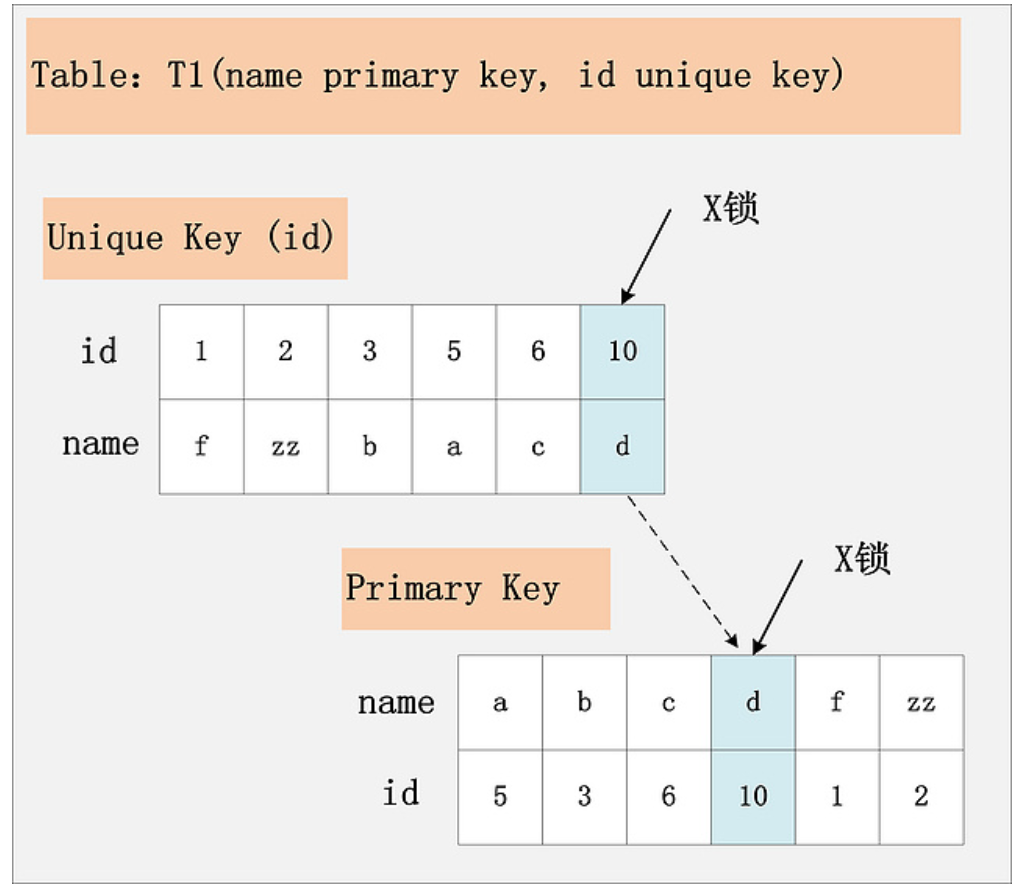 Table：T1(name primary key, id unique key)
X锁
Unique Key (id)
id 1 2 3 5 6 10
name f zz b a c d
X锁
Primary Key
name a b c d f zz
id 5 3 6 10 1 2